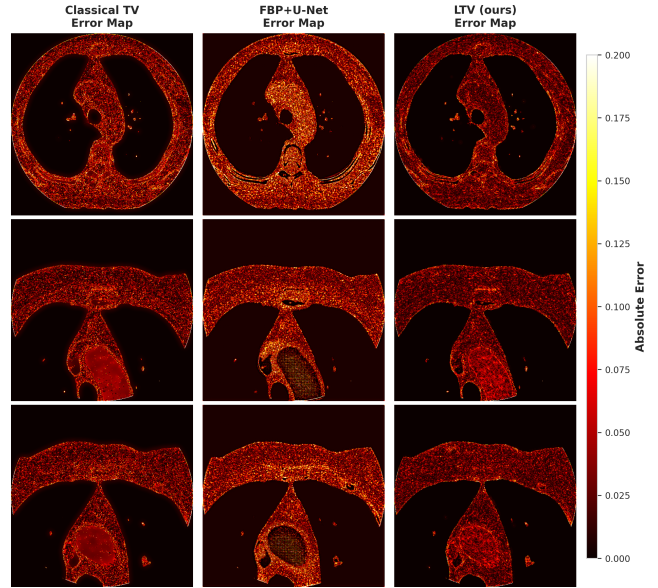 Classical TV
Error Map
FBP+U-Net
Error Map
LTV (ours)
Error Map
0.200
0.175
0.150
0.125
0.100
0.075
0.050
0.025
0.000
Absolute Error